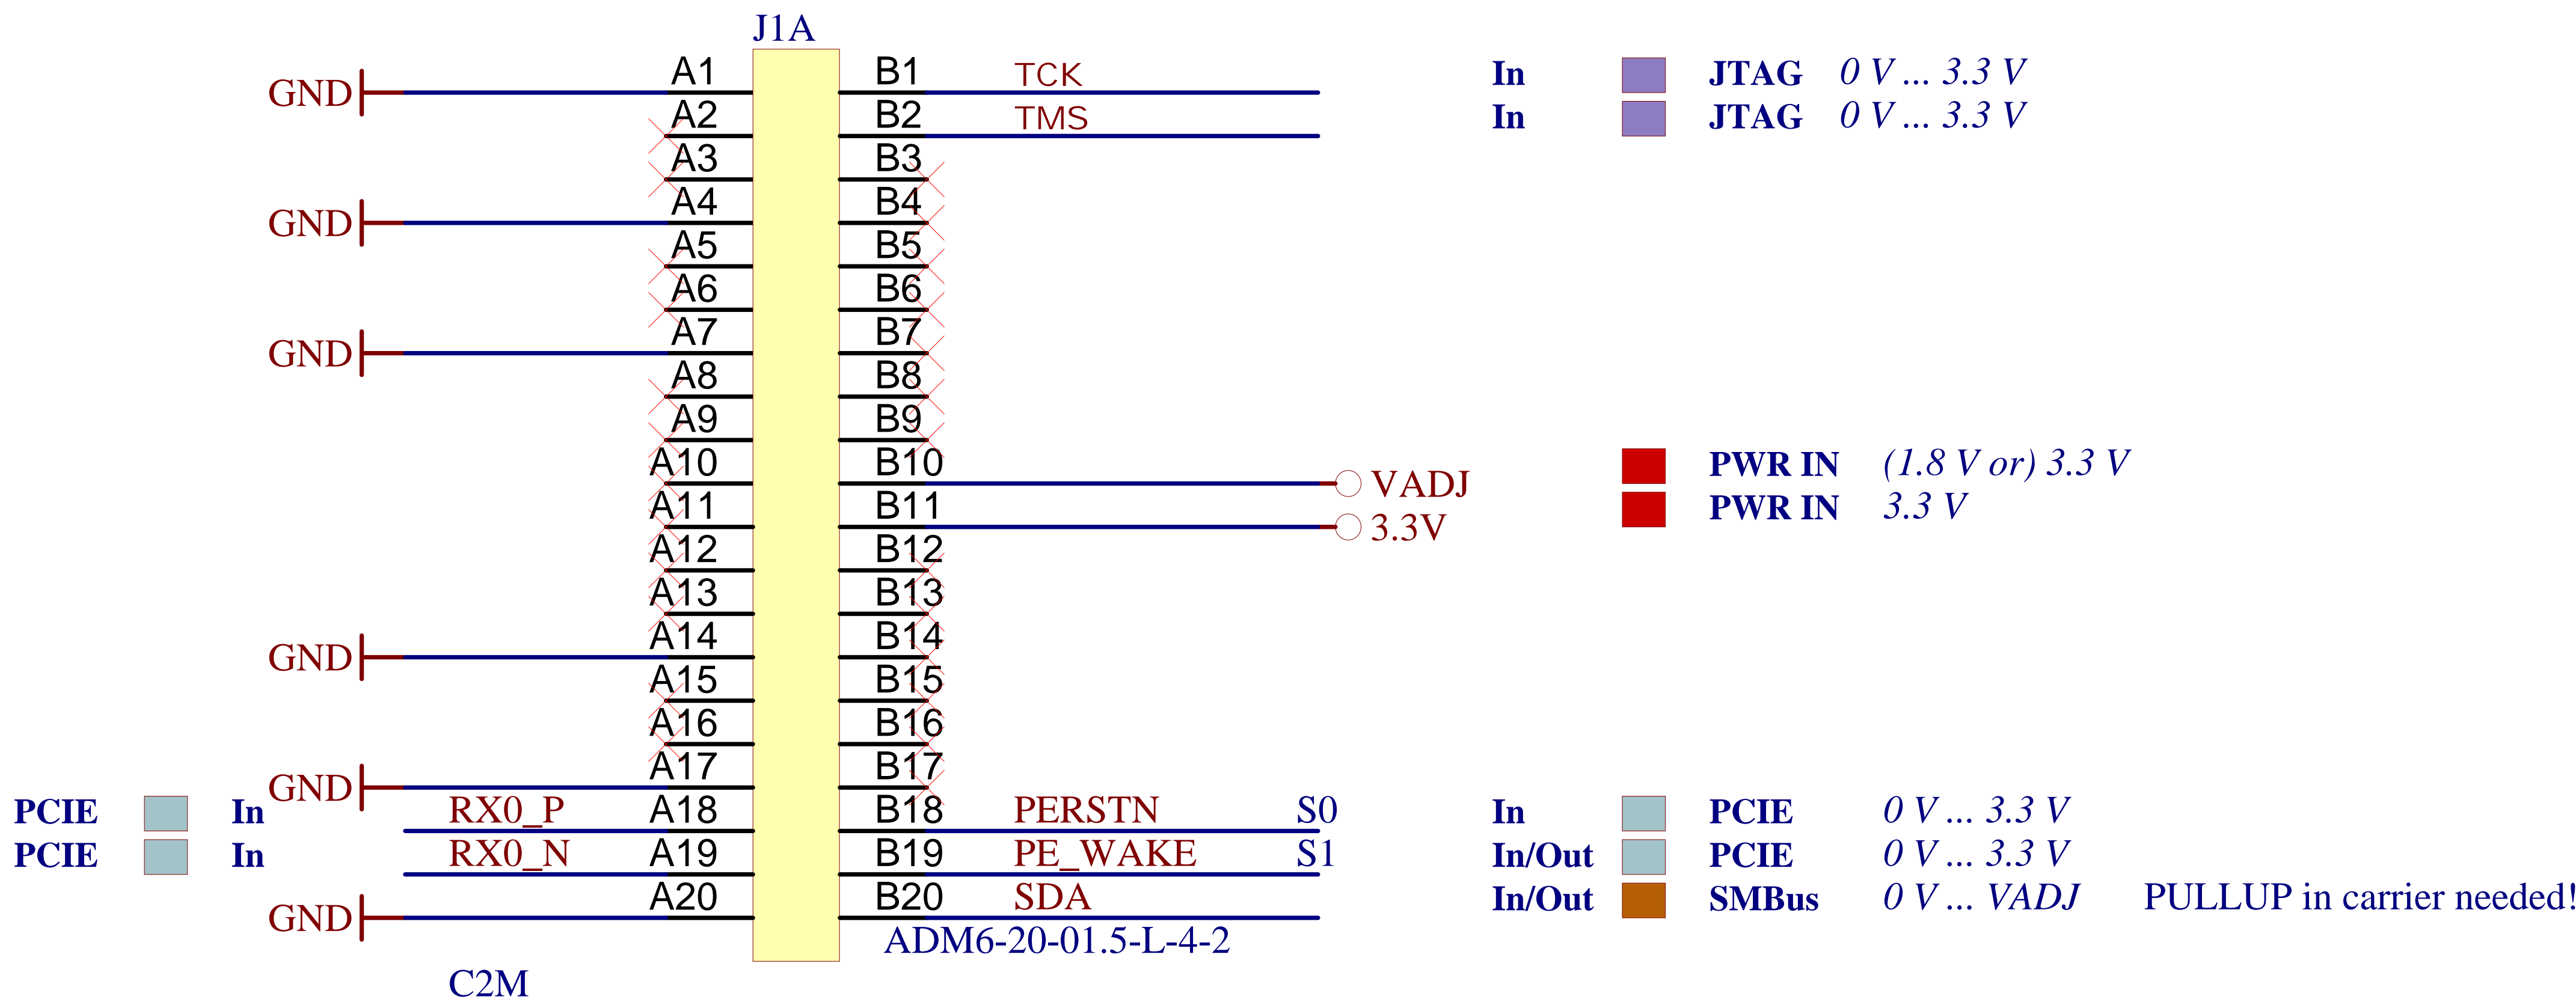 J1A
A1 B1 TCK In JTAG 0 V ... 3.3 V
GND
A2 B2 TMS In JTAG 0 V ... 3.3 V
A3 B3
A4 B4
GND
A5 B5
A6 B6
A7 B7
GND
A8 B8
A9 B9
A10 B10 PWR IN (1.8 V or) 3.3 V
VADJ
A11 B11 PWR IN 3.3 V
3.3V
A12 B12
A13 B13
A14 B14
GND
A15 B15
A16 B16
A17 B17
GND
PCIE In RX0_P A18 B18 PERSTN S0 In PCIE 0 V ... 3.3 V
PCIE In RX0_N A19 B19 PE_WAKE S1 In/Out PCIE 0 V ... 3.3 V
A20 B20 SDA In/Out SMBus 0 V ... VADJ PULLUP in carrier needed!
GND
ADM6-20-01.5-L-4-2
C2M